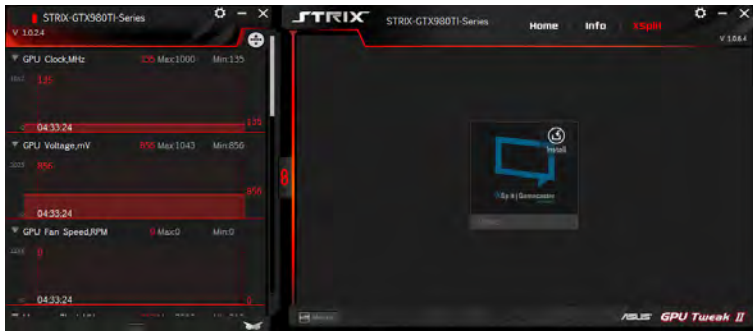 STRIX-GTX980TI-Series
V 1.0.2.4
GPU Clock,MHz 135 Max:1000 Min:135
135
135
04:33:24
GPU Voltage,mV 856 Max:1043 Min:856
856
856
04:33:24
GPU Fan Speed,RPM 0 Max:0 Min:0
0
0
04:33:24
STRIX STRIX-GTX980TI-Series Home Info XSplit
V 1.0.6.4
0
Install
XSplit | Gamecaster
ASUS GPU Tweak II